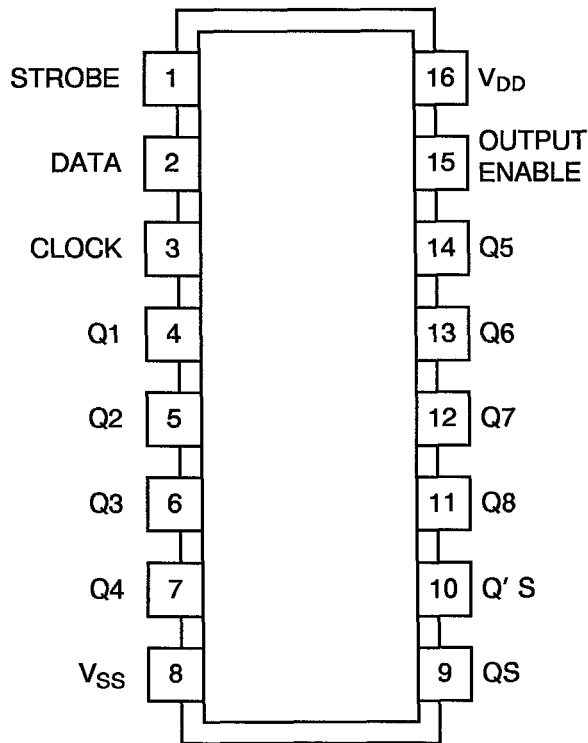 STROBE 1 16 VDD
DATA 2 15 OUTPUT
ENABLE
CLOCK 3 14 Q5
Q1 4 13 Q6
Q2 5 12 Q7
Q3 6 11 Q8
Q4 7 10 Q' S
VSS 8 9 QS